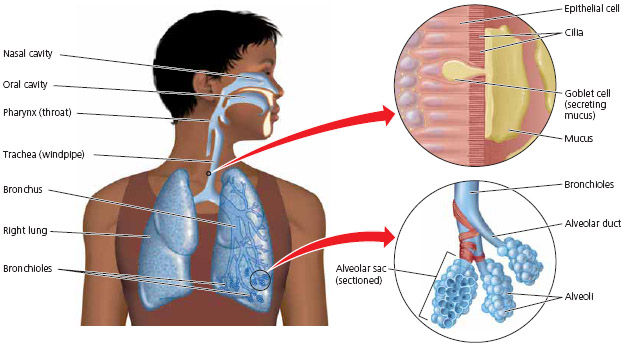 Nasal cavity
Oral cavity
Pharynx (throat)
Trachea (windpipe)
Bronchus
Right lung
Bronchioles
Epithelial cell
Cilia
Goblet cell
(secreting
mucus)
Mucus
Bronchioles
Alveolar duct
Alveolar sac
(sectioned)
Alveoli